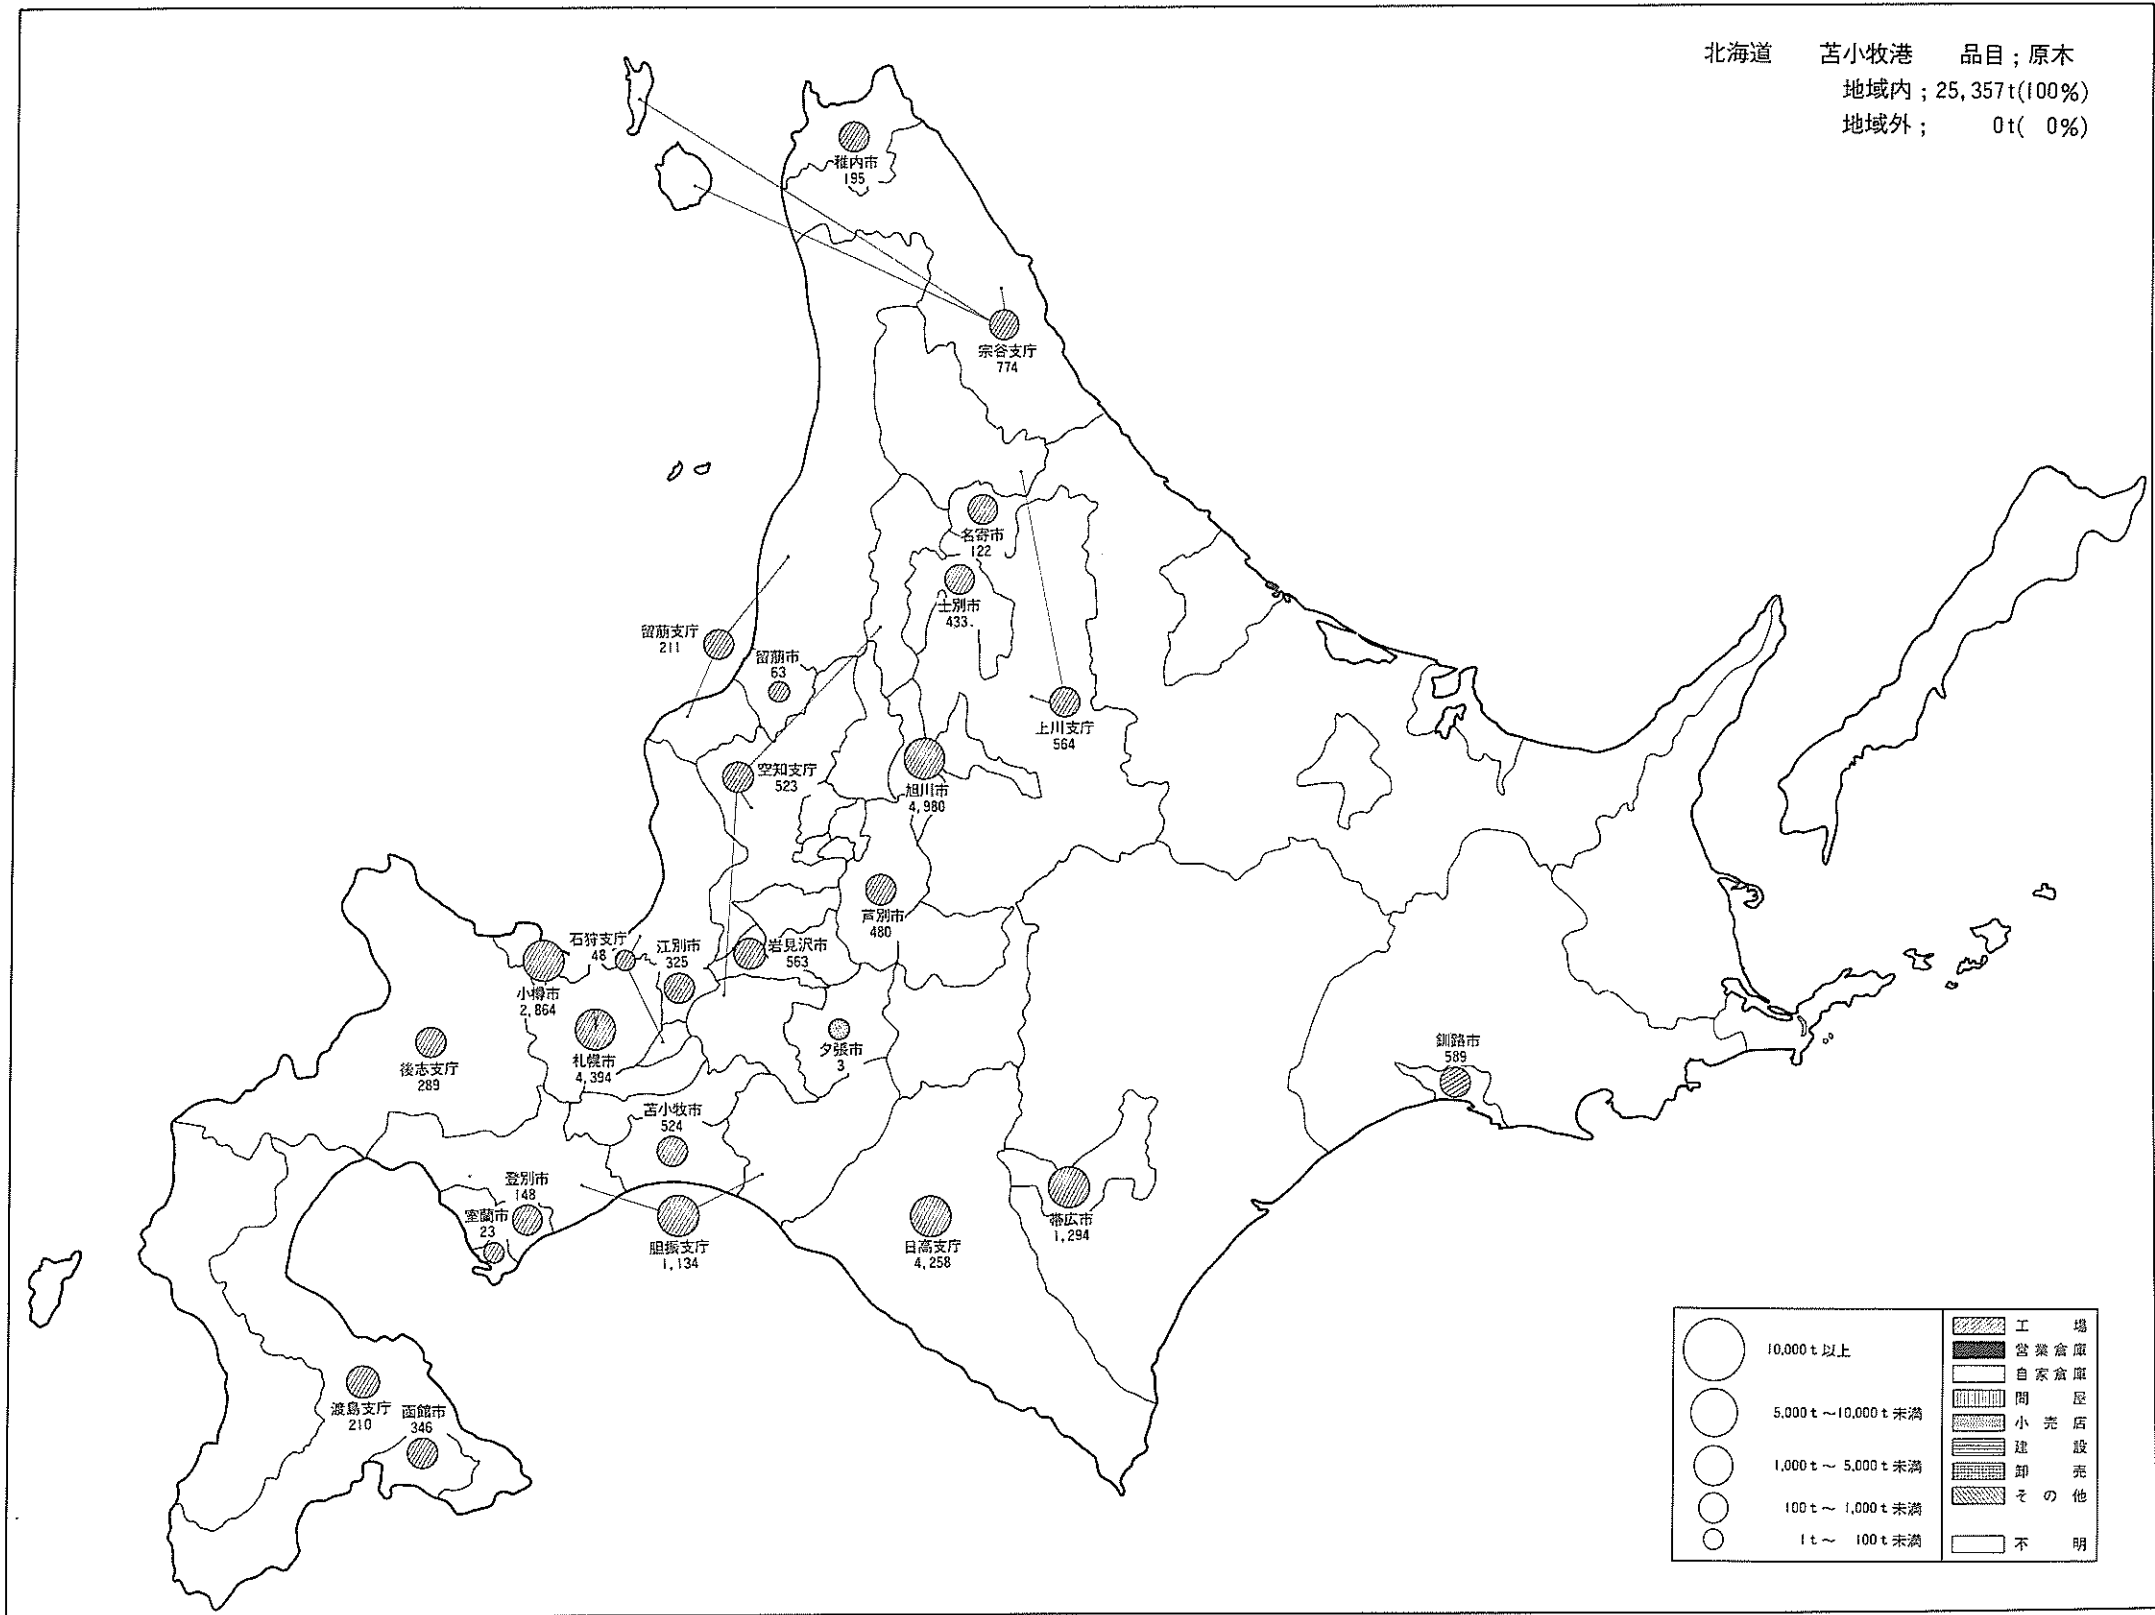 北海道 苫小牧港 品目；原木
地域内；25,357t(100%)
地域外； 0t( 0%)
稚内市
195
宗谷支庁
774
名寄市
122
士別市
433
留萠支庁
211
留萠市
63
上川支庁
564
空知支庁
523
旭川市
4,980
芦別市
480
石狩支庁
48
江別市
325
岩見沢市
563
小樽市
2,864
札幌市
4,394
夕張市
3
後志支庁
289
釧路市
589
苫小牧市
524
登別市
148
室蘭市
23
胆振支庁
1,134
日高支庁
4,258
帯広市
1,294
渡島支庁
210
函館市
346
10,000t以上
5,000t～10,000t未満
1,000t～5,000t未満
100t～1,000t未満
1t～ 100t未満
工場
営業倉庫
自家倉庫
問屋
小売店
建設
卸売
その他
不明